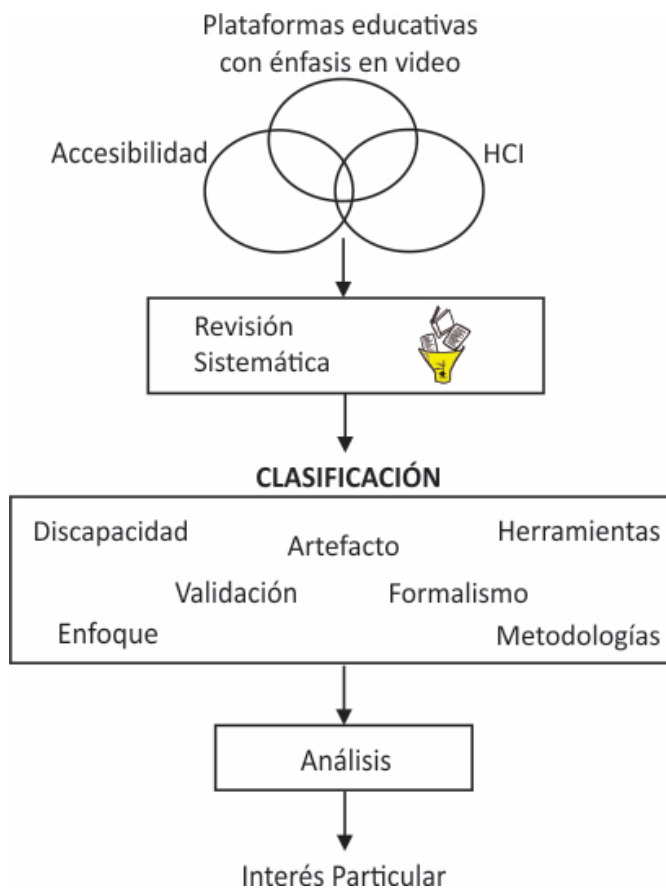 Plataformas educativas
con énfasis en video
Accesibilidad
HCI
Revisión
Sistemática
CLASIFICACIÓN
Discapacidad
Artefacto
Herramientas
Validación
Formalismo
Enfoque
Metodologías
Análisis
Interés Particular